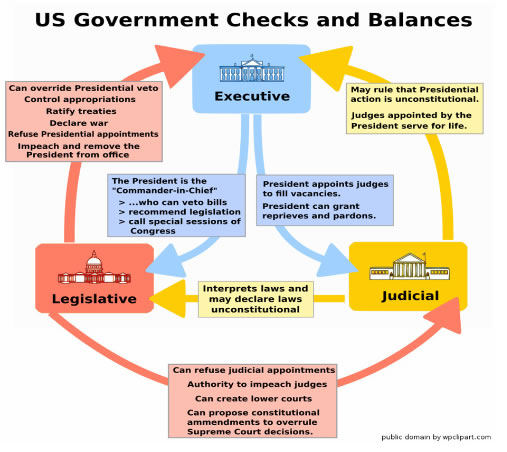 US Government Checks and Balances
Executive
Can override Presidential veto
Control appropriations
Ratify treaties
Declare war
Refuse Presidential appointments
Impeach and remove the
President from office
May rule that Presidential
action is unconstitutional.
Judges appointed by the
President serve for life.
The President is the
"Commander-in-Chief"
> ...who can veto bills
> recommend legislation
> call special sessions of
Congress
President appoints judges
to fill vacancies.
President can grant
reprieves and pardons.
Legislative
Interprets laws and
may declare laws
unconstitutional
Judicial
Can refuse judicial appointments
Authority to impeach judges
Can create lower courts
Can propose constitutional
ammendments to overrule
Supreme Court decisions.
public domain by wpclipart.com